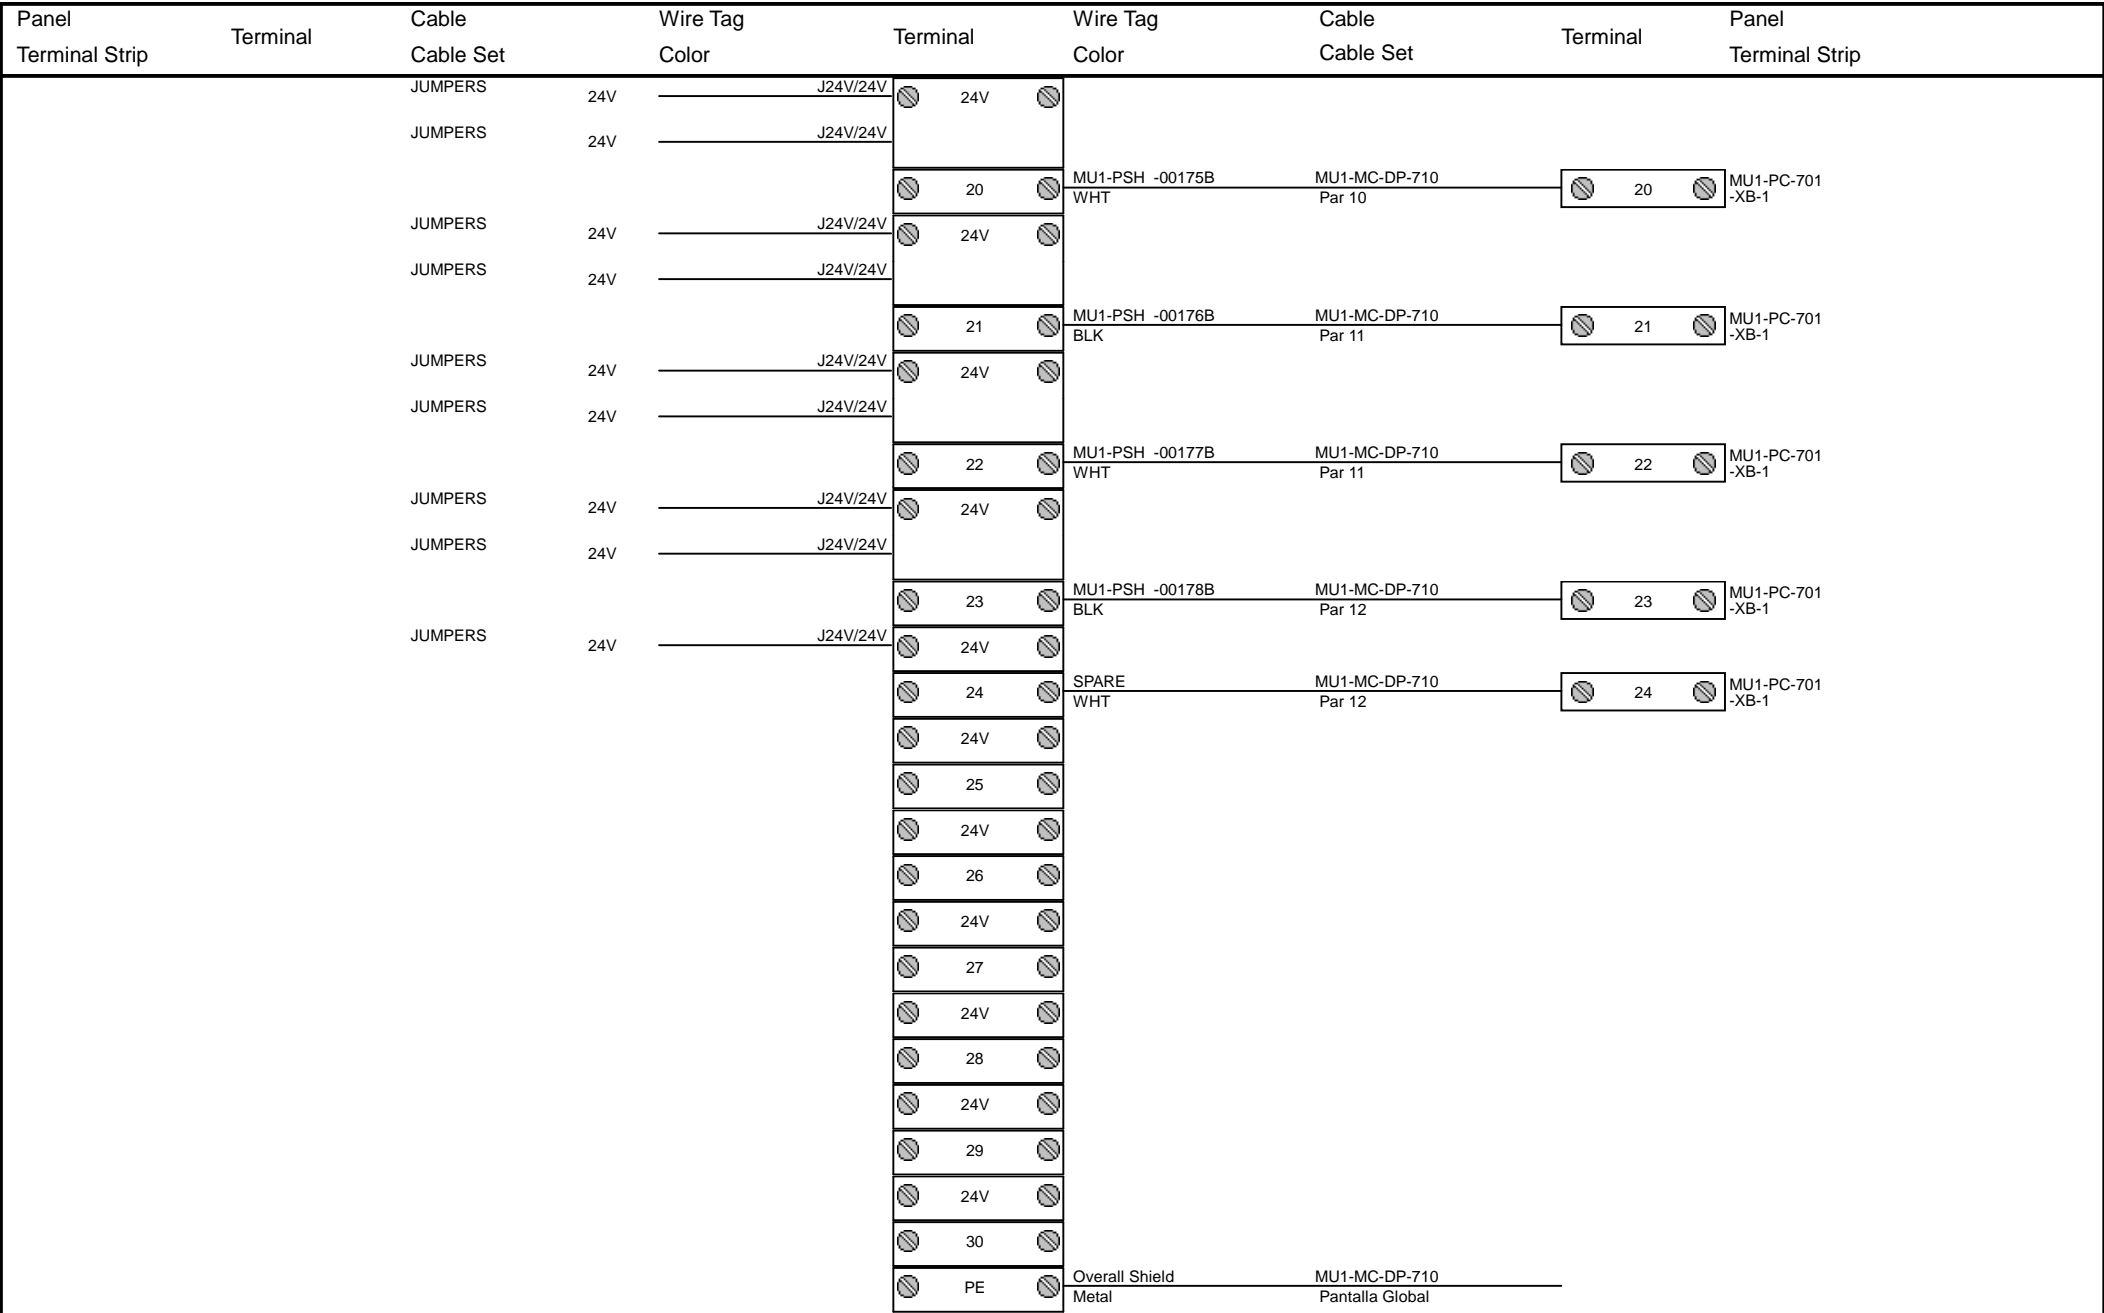 Panel Cable Wire Tag Wire Tag Cable Panel
Terminal Terminal Terminal
Terminal Strip Cable Set Color Color Cable Set Terminal Strip
JUMPERS 24V J24V/24V 24V
JUMPERS 24V J24V/24V
20 MU1-PSH -00175B MU1-MC-DP-710 20 MU1-PC-701
WHT Par 10 -XB-1
JUMPERS 24V J24V/24V 24V
JUMPERS 24V J24V/24V
21 MU1-PSH -00176B MU1-MC-DP-710 21 MU1-PC-701
BLK Par 11 -XB-1
JUMPERS 24V J24V/24V 24V
JUMPERS 24V J24V/24V
22 MU1-PSH -00177B MU1-MC-DP-710 22 MU1-PC-701
WHT Par 11 -XB-1
JUMPERS 24V J24V/24V 24V
JUMPERS 24V J24V/24V
23 MU1-PSH -00178B MU1-MC-DP-710 23 MU1-PC-701
BLK Par 12 -XB-1
JUMPERS 24V J24V/24V 24V
24 SPARE MU1-MC-DP-710 24 MU1-PC-701
WHT Par 12 -XB-1
24V
25
24V
26
24V
27
24V
28
24V
29
24V
30
PE Overall Shield MU1-MC-DP-710
Metal Pantalla Global